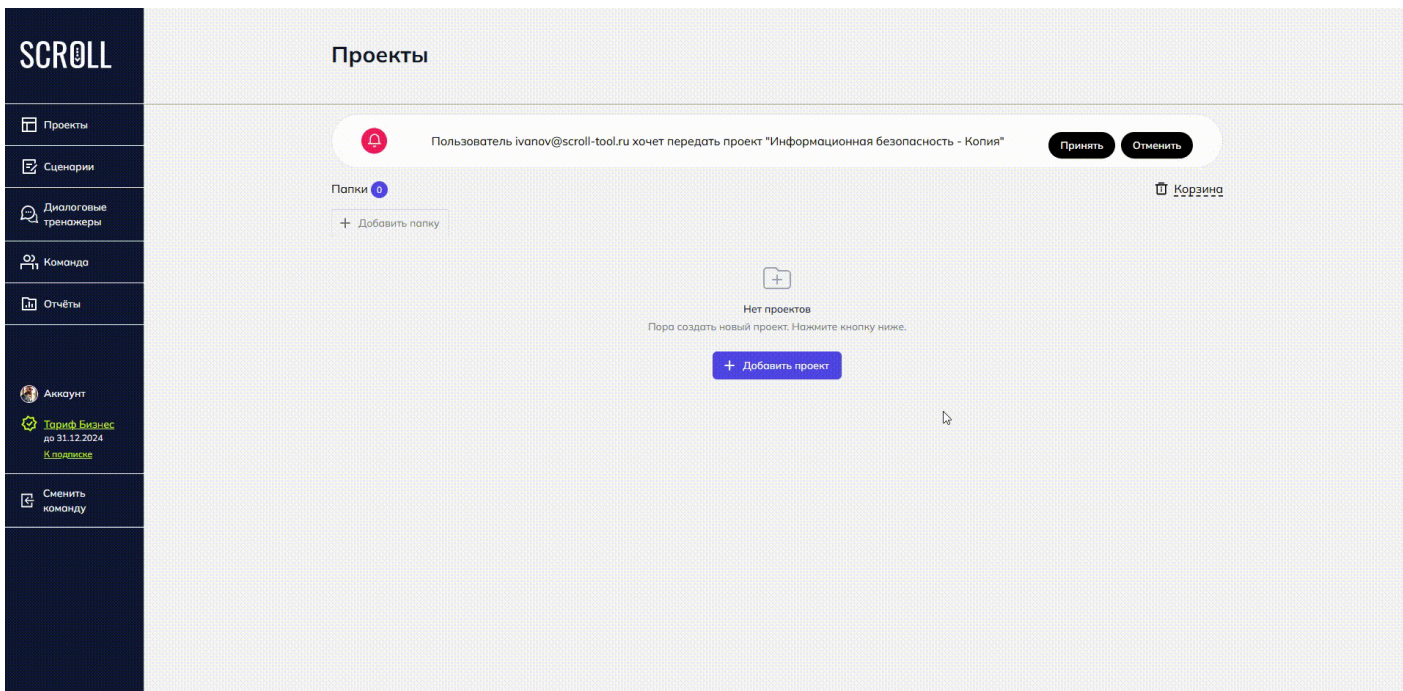 SCROLL
Проекты
Сценарии
Диалоговые
тренажеры
Команда
Отчёты
Аккаунт
Тариф Бизнес
до 31.12.2024
К подписке
Сменить
команду
Проекты
Пользователь ivanov@scroll-tool.ru хочет передать проект "Информационная безопасность - Копия" Принять Отменить
Папки 0 Корзина
+ Добавить папку
Нет проектов
Пора создать новый проект. Нажмите кнопку ниже.
+ Добавить проект